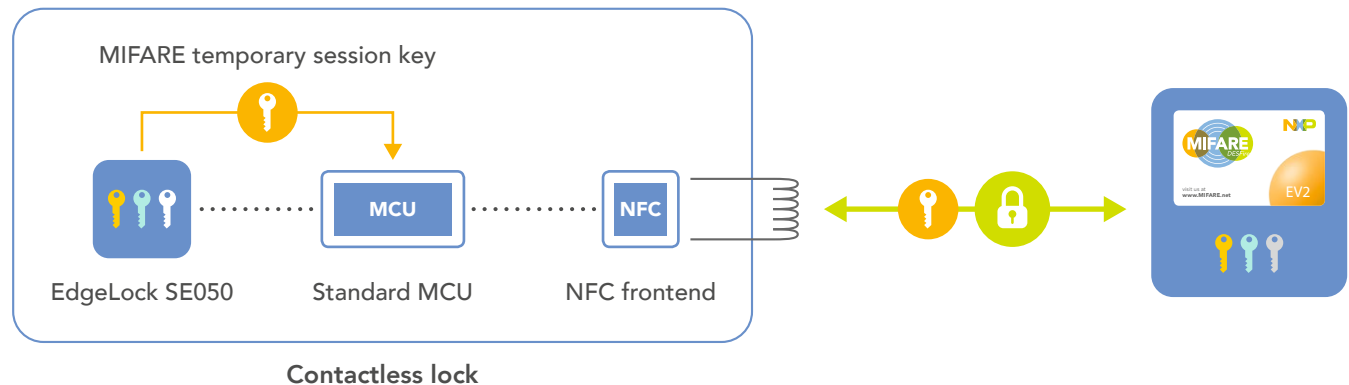 MIFARE temporary session key
MCU
NFC
EdgeLock SE050
Standard MCU
NFC frontend
Contactless lock
NXP
MIFARE
DESFire
visit us at
www.MIFARE.net
EV2